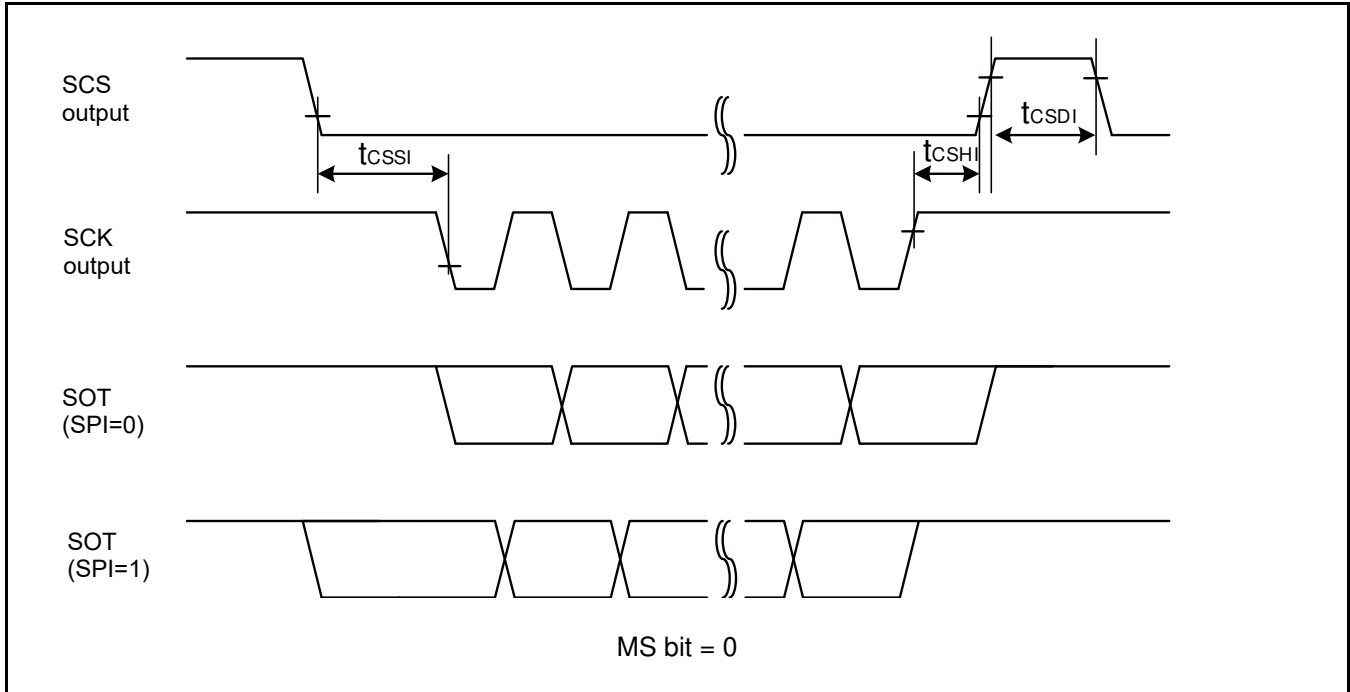 SCS
output
tCSDI
tCSSI
tCSHI
SCK
output
SOT
(SPI=0)
SOT
(SPI=1)
MS bit = 0